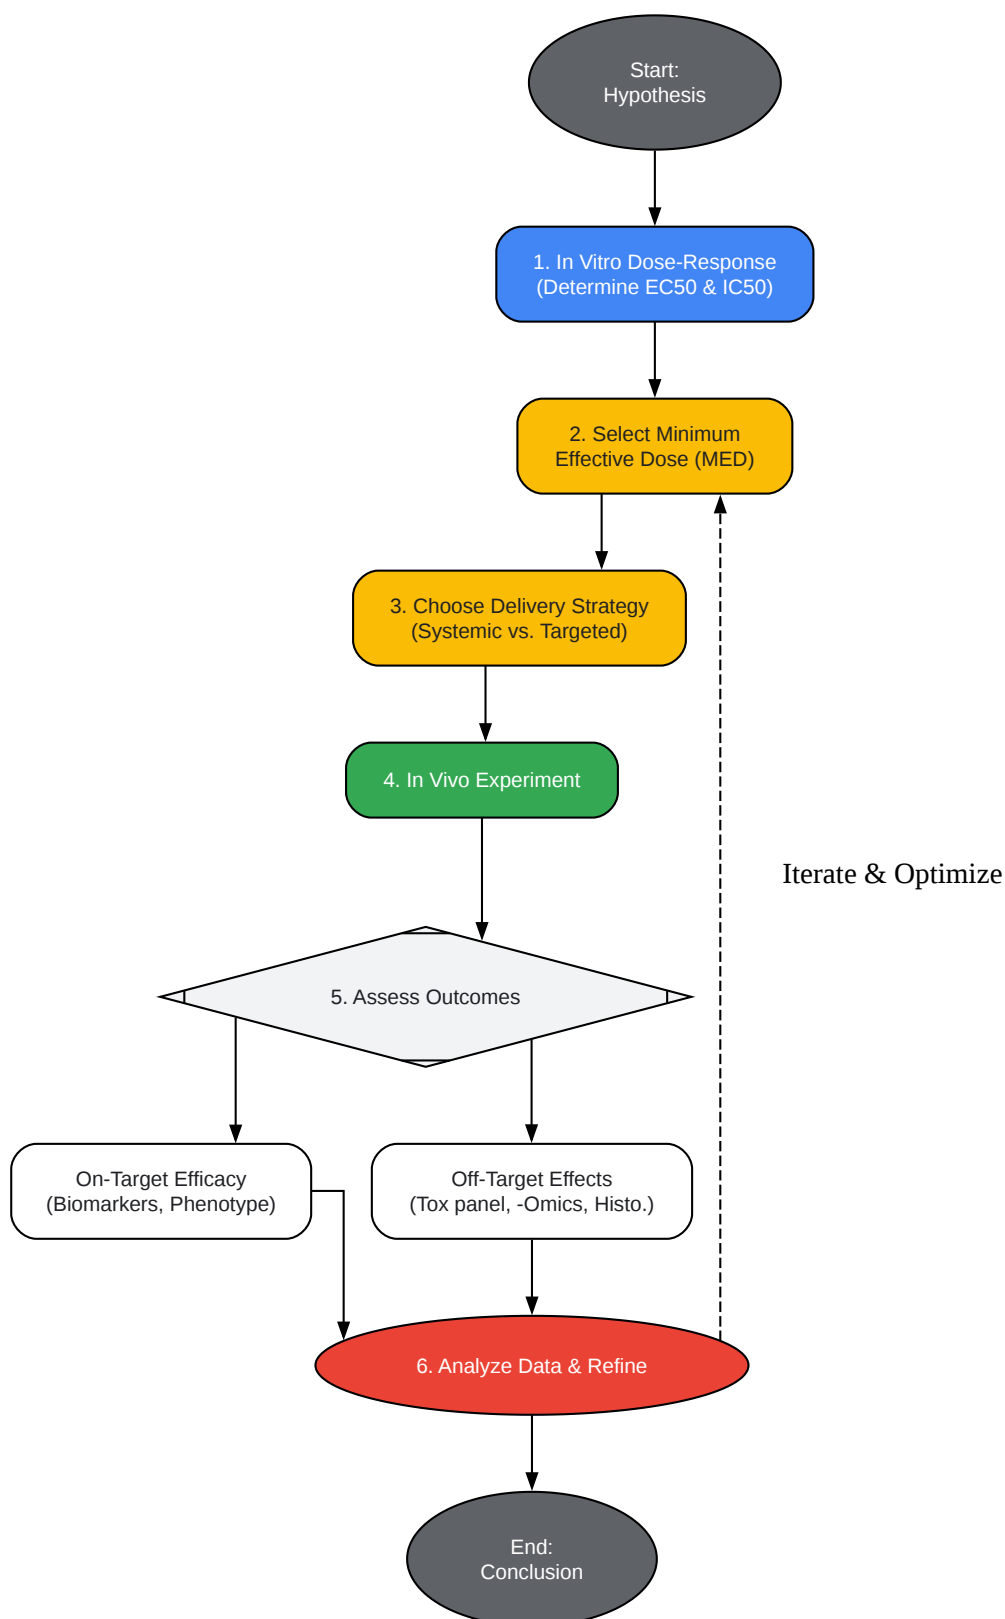 Start:
Hypothesis
1. In Vitro Dose-Response
(Determine EC50 & IC50)
2. Select Minimum
Effective Dose (MED)
3. Choose Delivery Strategy
(Systemic vs. Targeted)
4. In Vivo Experiment
Iterate & Optimize
5. Assess Outcomes
On-Target Efficacy
(Biomarkers, Phenotype)
Off-Target Effects
(Tox panel, -Omics, Histo.)
6. Analyze Data & Refine
End:
Conclusion